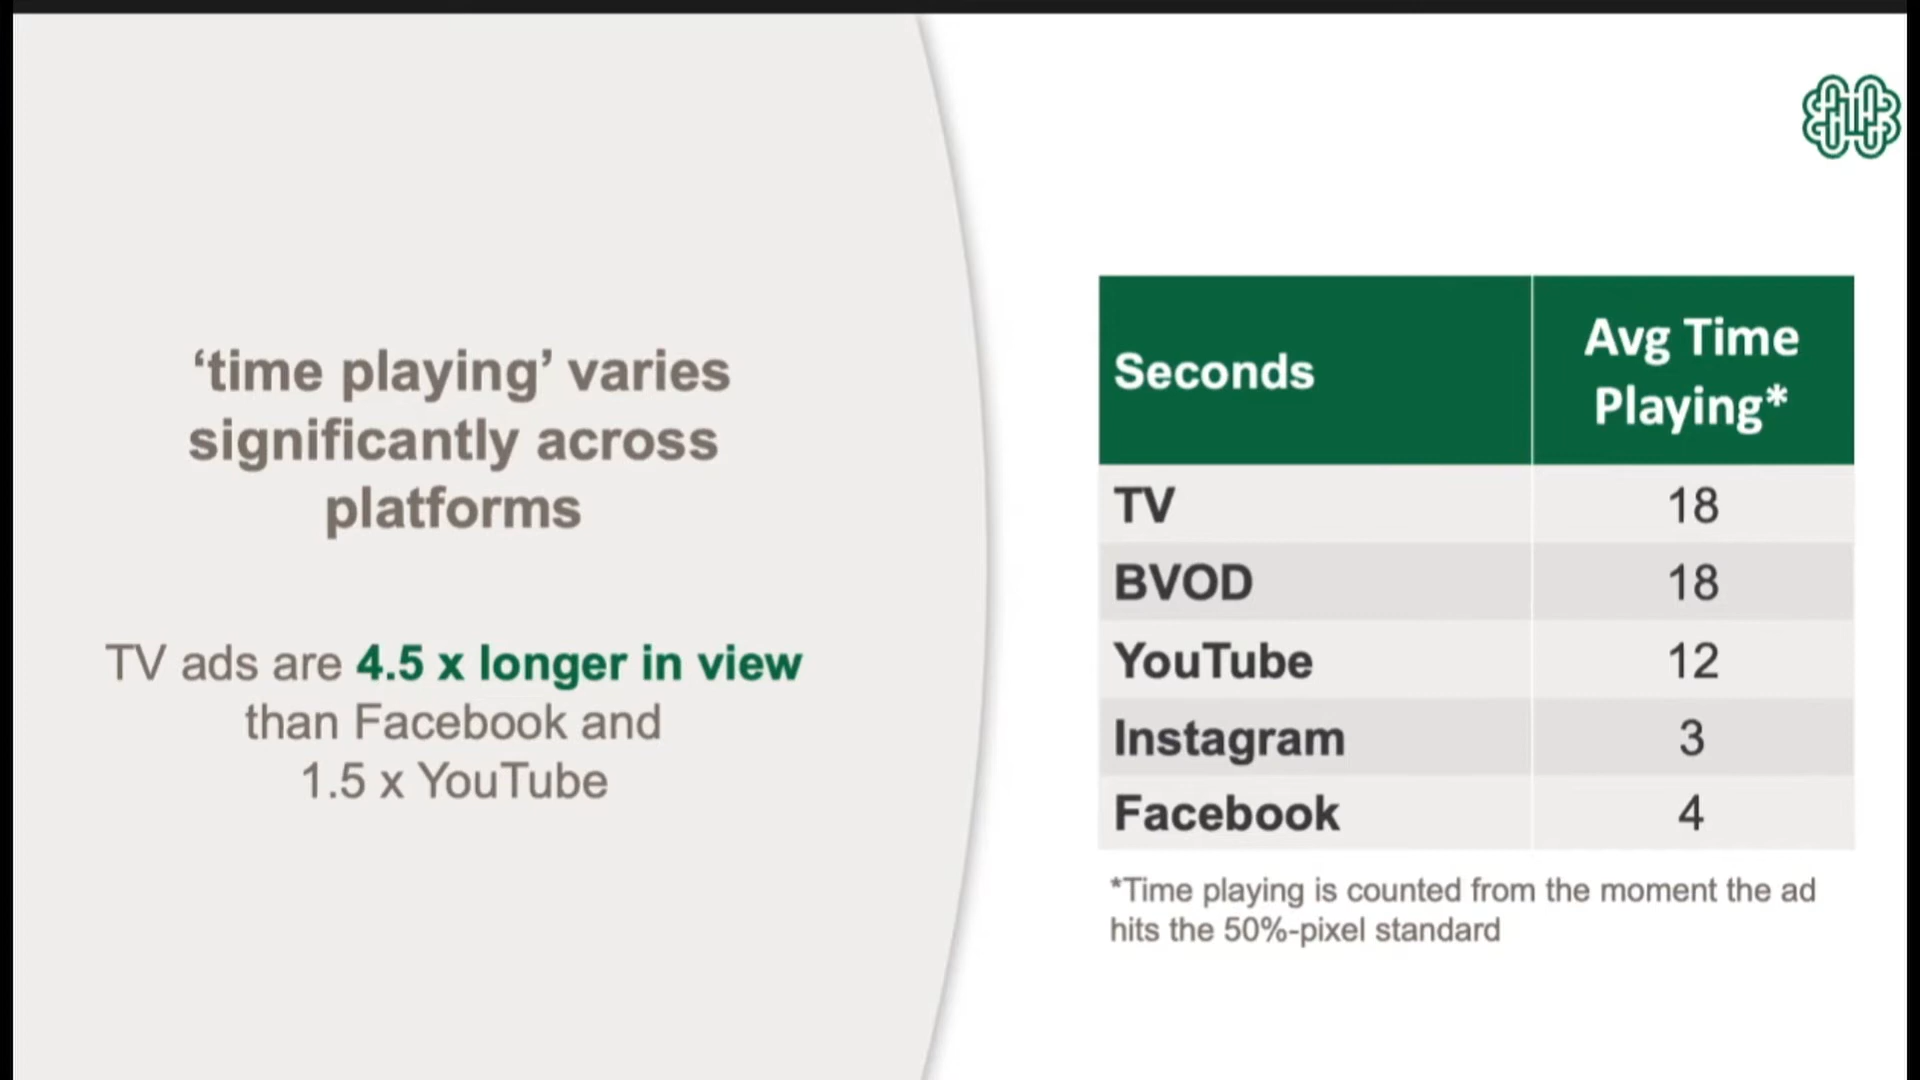 ‘time playing’ varies
significantly across
platforms
TV ads are 4.5 x longer in view
than Facebook and
1.5 x YouTube
Seconds
Avg Time
Playing*
TV
18
BVOD
18
YouTube
12
Instagram
3
Facebook
4
*Time playing is counted from the moment the ad
hits the 50%-pixel standard